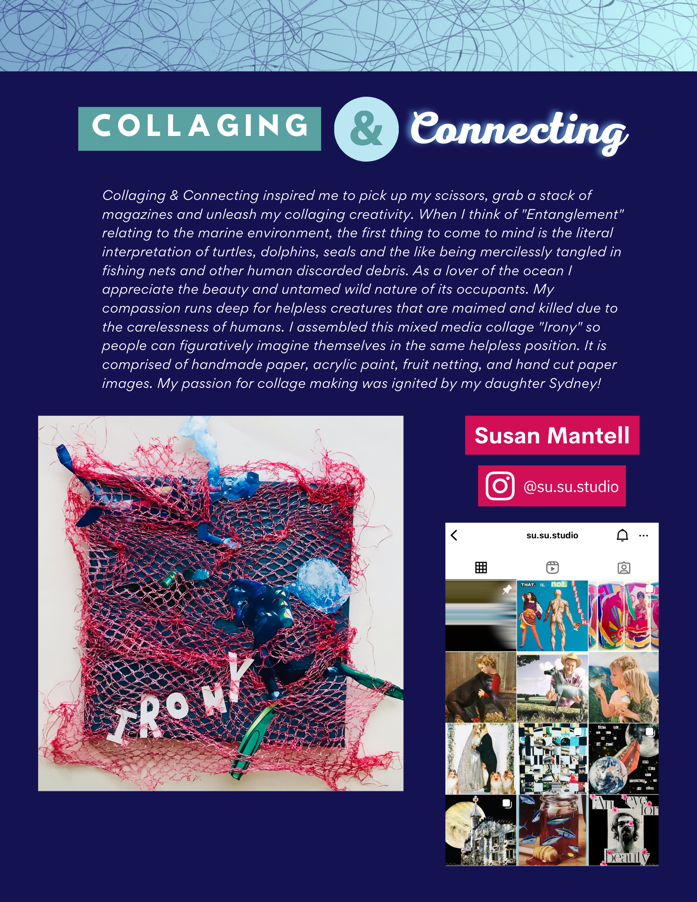 COLLAGING & Connecting
Collaging & Connecting inspired me to pick up my scissors, grab a stack of
magazines and unleash my collaging creativity. When I think of "Entanglement"
relating to the marine environment, the first thing to come to mind is the literal
interpretation of turtles, dolphins, seals and the like being mercilessly tangled in
fishing nets and other human discarded debris. As a lover of the ocean I
appreciate the beauty and untamed wild nature of its occupants. My
compassion runs deep for helpless creatures that are maimed and killed due to
the carelessness of humans. I assembled this mixed media collage "Irony" so
people can figuratively imagine themselves in the same helpless position. It is
comprised of handmade paper, acrylic paint, fruit netting, and hand cut paper
images. My passion for collage making was ignited by my daughter Sydney!
IRONY
Susan Mantell
@su.su.studio
su.su.studio
THAT. IS. not.
beauty